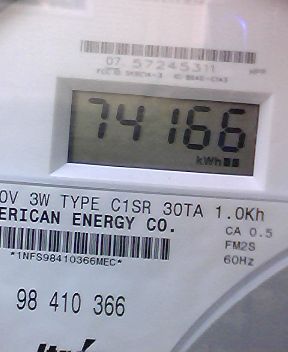 07 57245311
74166
kWh
0V 3W TYPE C1SR 30TA 1.0Kh
ERICAN ENERGY CO.
CA 0.5
FM2S
*1NFS98410366MEC*
60Hz
98 410 366